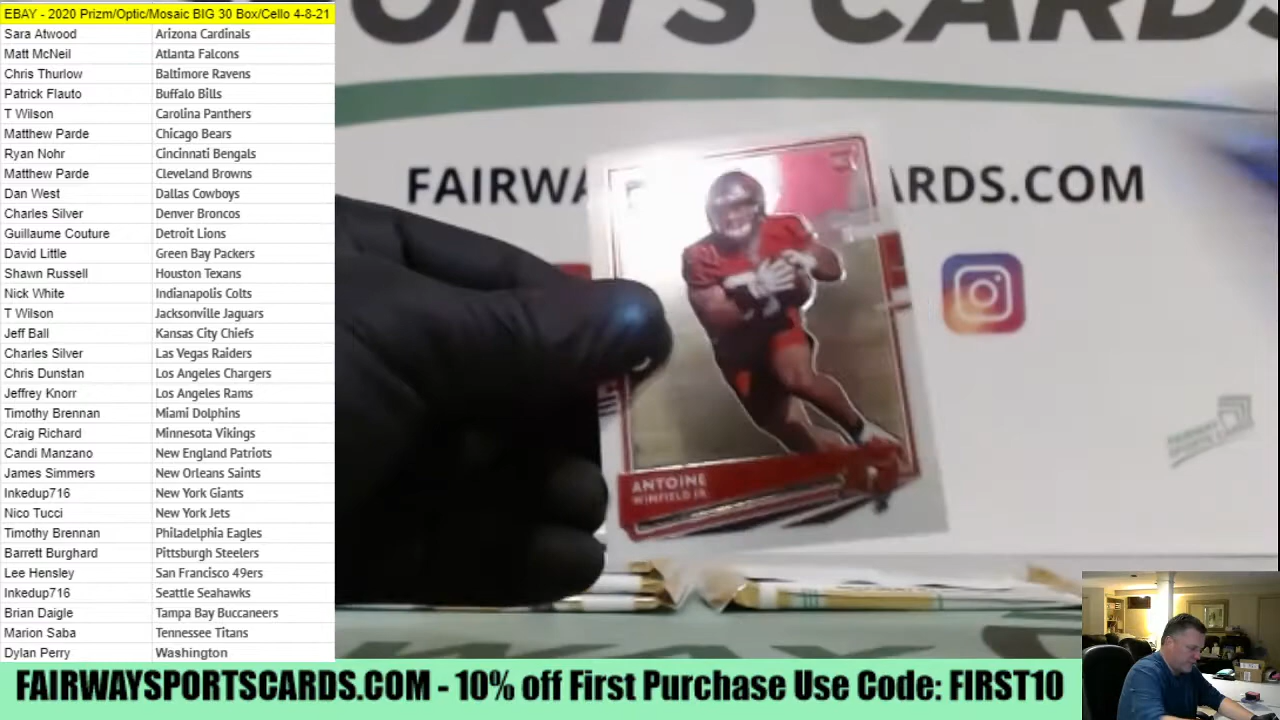 EBAY - 2020 Prizm/Optic/Mosaic BIG 30 Box/Cello 4-8-21
Sara Atwood Arizona Cardinals
Matt McNeil Atlanta Falcons
Chris Thurlow Baltimore Ravens
Patrick Flauto Buffalo Bills
T Wilson Carolina Panthers
Matthew Parde Chicago Bears
Ryan Nohr Cincinnati Bengals
Matthew Parde Cleveland Browns
Dan West Dallas Cowboys
Charles Silver Denver Broncos
Guillaume Couture Detroit Lions
David Little Green Bay Packers
Shawn Russell Houston Texans
Nick White Indianapolis Colts
T Wilson Jacksonville Jaguars
Jeff Ball Kansas City Chiefs
Charles Silver Las Vegas Raiders
Chris Dunstan Los Angeles Chargers
Jeffrey Knorr Los Angeles Rams
Timothy Brennan Miami Dolphins
Craig Richard Minnesota Vikings
Candi Manzano New England Patriots
James Simmers New Orleans Saints
Inkedup716 New York Giants
Nico Tucci New York Jets
Timothy Brennan Philadelphia Eagles
Barrett Burghard Pittsburgh Steelers
Lee Hensley San Francisco 49ers
Inkedup716 Seattle Seahawks
Brian Daigle Tampa Bay Buccaneers
Marion Saba Tennessee Titans
Dylan Perry Washington
ORTS CARDS
FAIRWA ARDS.COM
ANTOINE
WINFIELD JR.
FAIRWAY
SPORTS CARDS
FAIRWAYSPORTSCARDS.COM - 10% off First Purchase Use Code: FIRST10